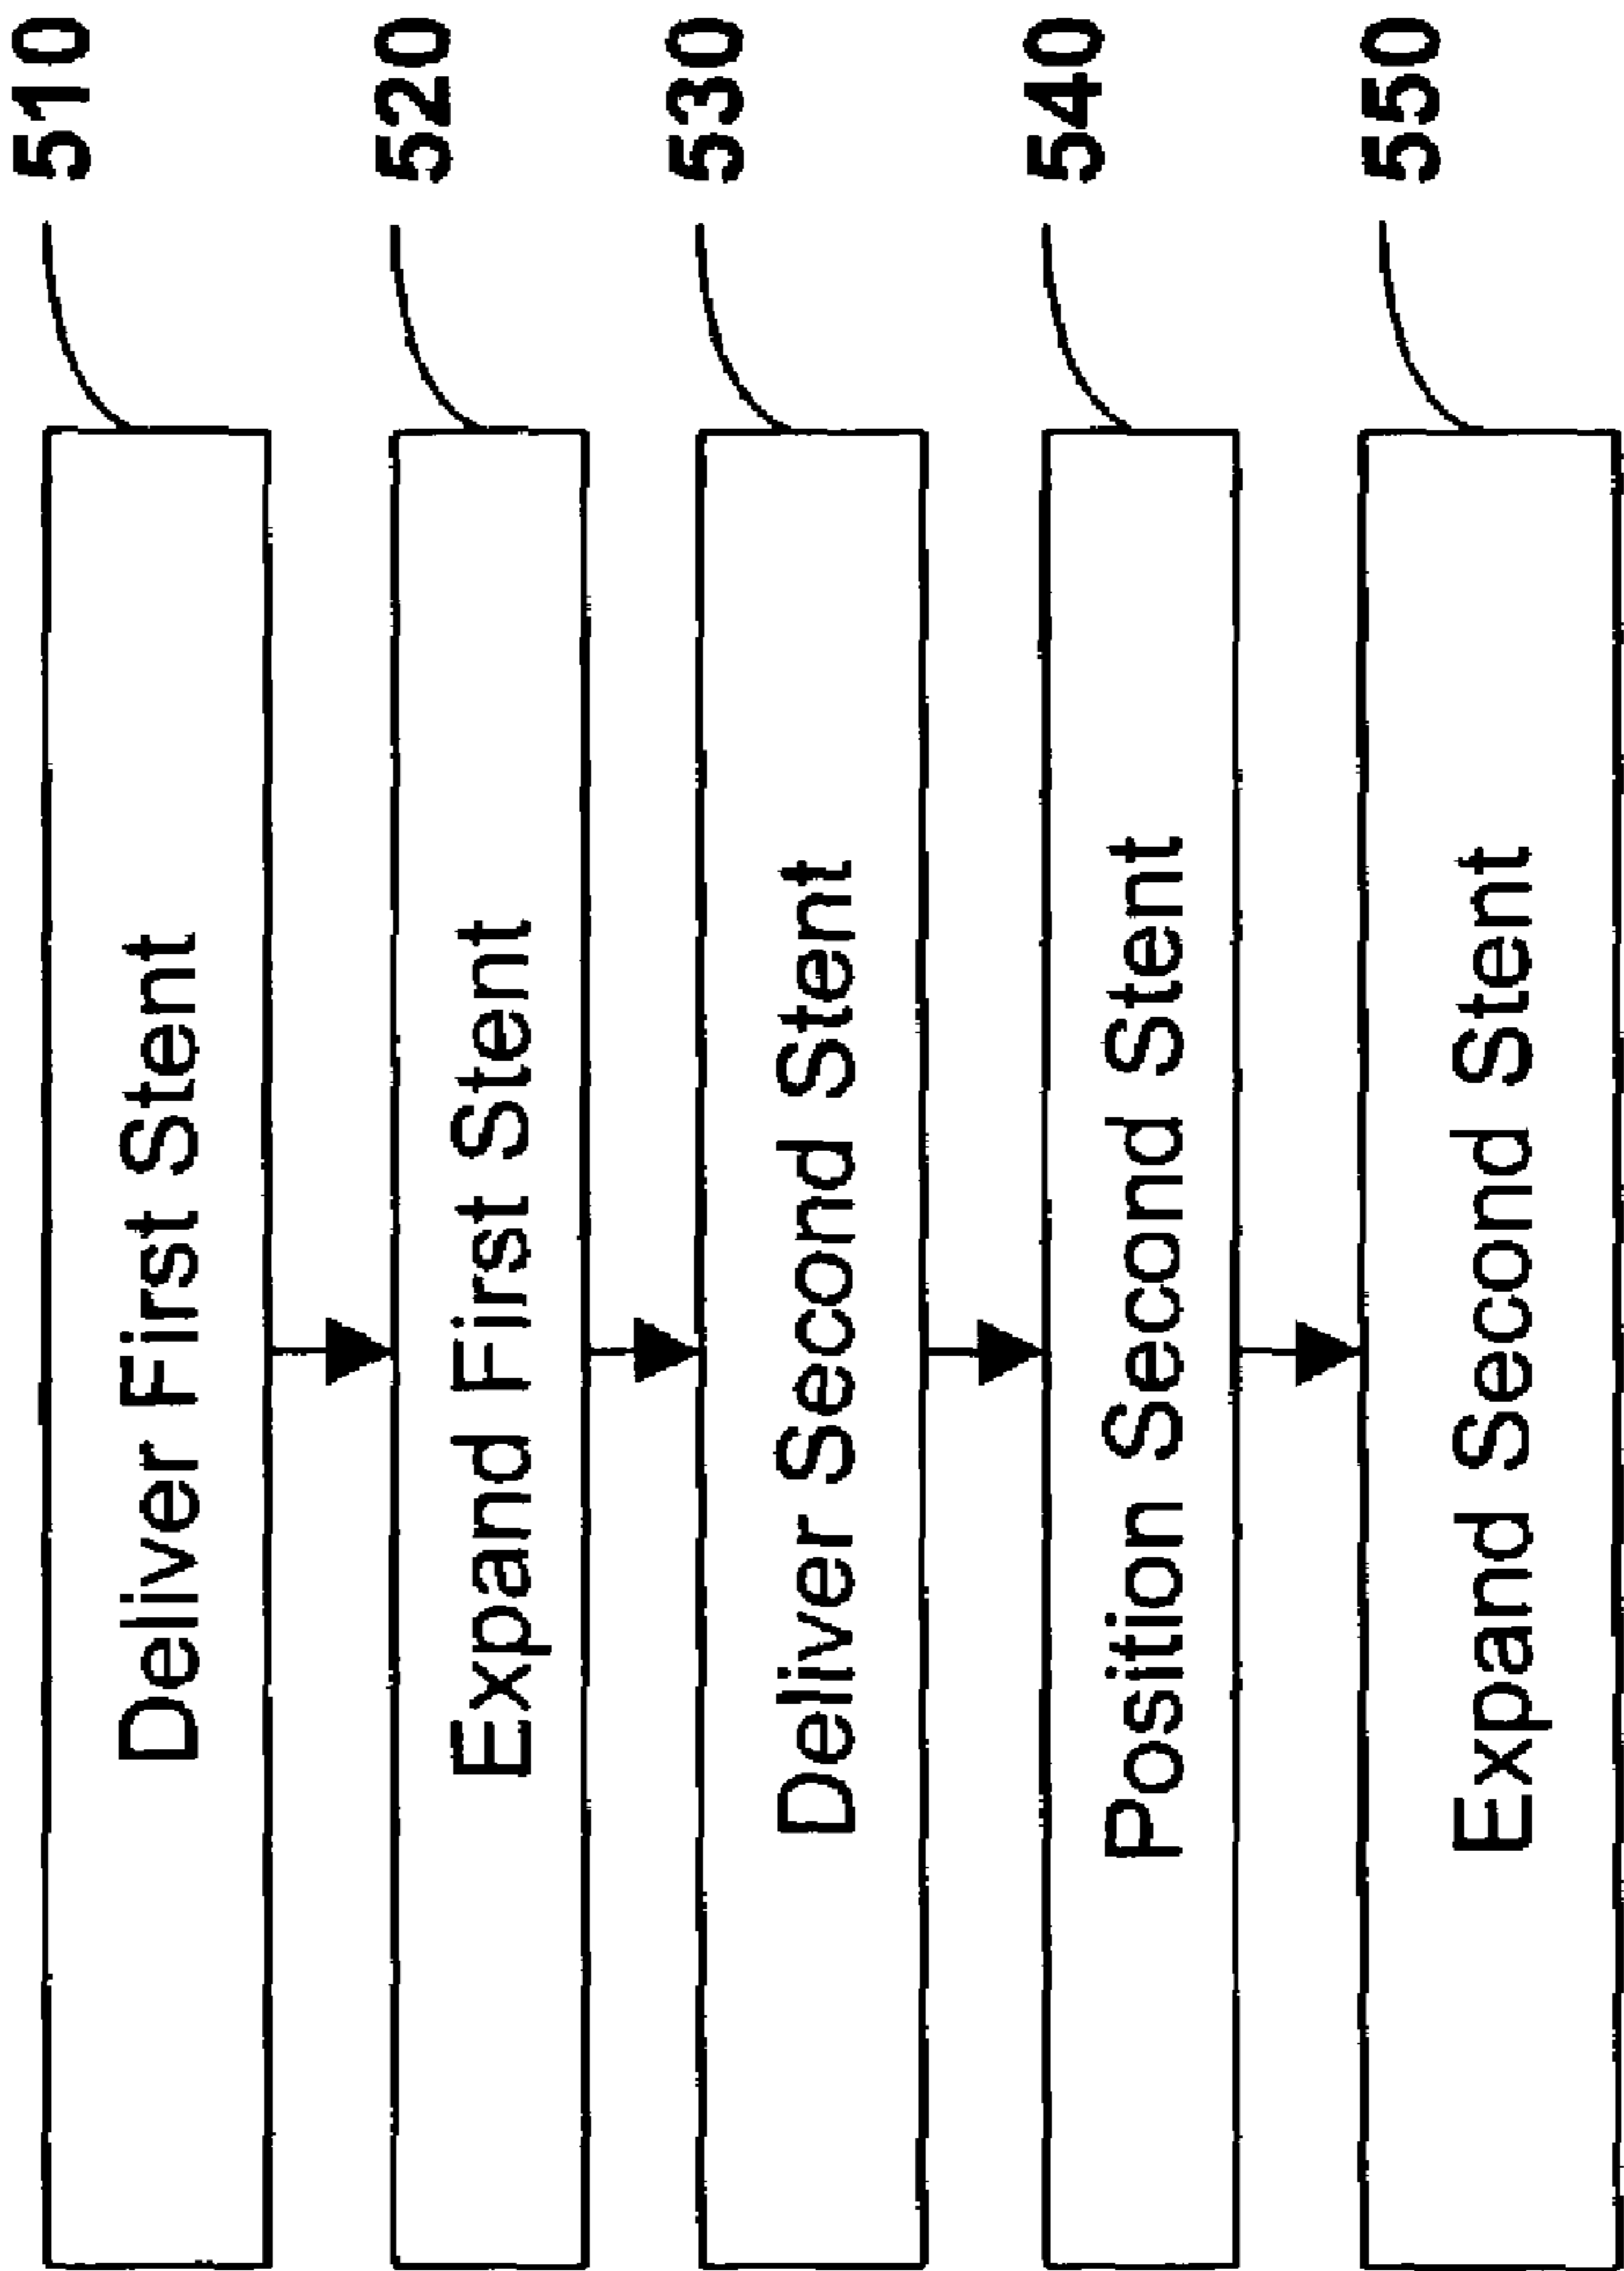 Deliver First Stent
510
Expand First Stent
520
Deliver Second Stent
530
Position Second Stent
540
Expand Second Stent
550